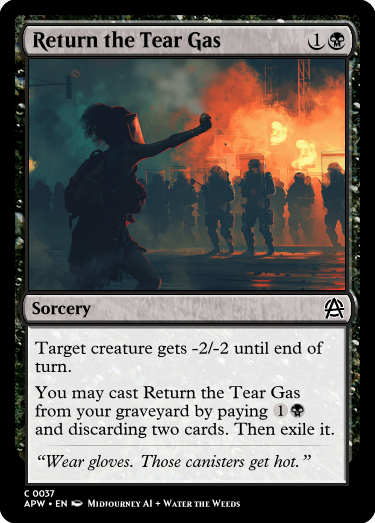 Return the Tear Gas 1
Sorcery
Target creature gets -2/-2 until end of
turn.
You may cast Return the Tear Gas
from your graveyard by paying 1
and discarding two cards. Then exile it.
“Wear gloves. Those canisters get hot.”
C 0037
APW • EN Midjourney AI + Water the Weeds